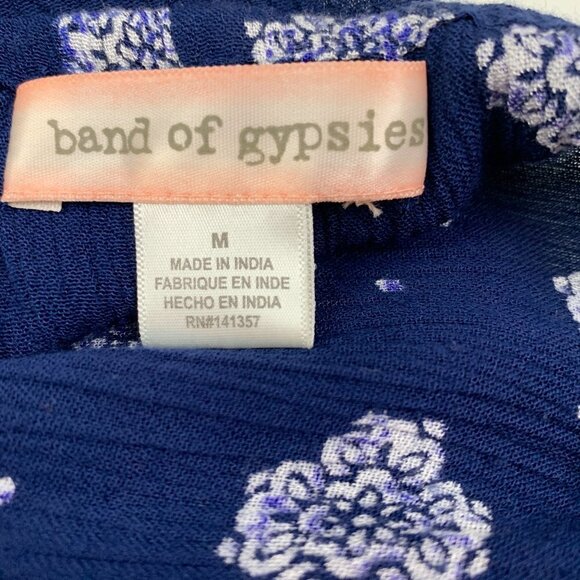 band of gypsies
M
MADE IN INDIA
FABRIQUE EN INDE
HECHO EN INDIA
RN#141357